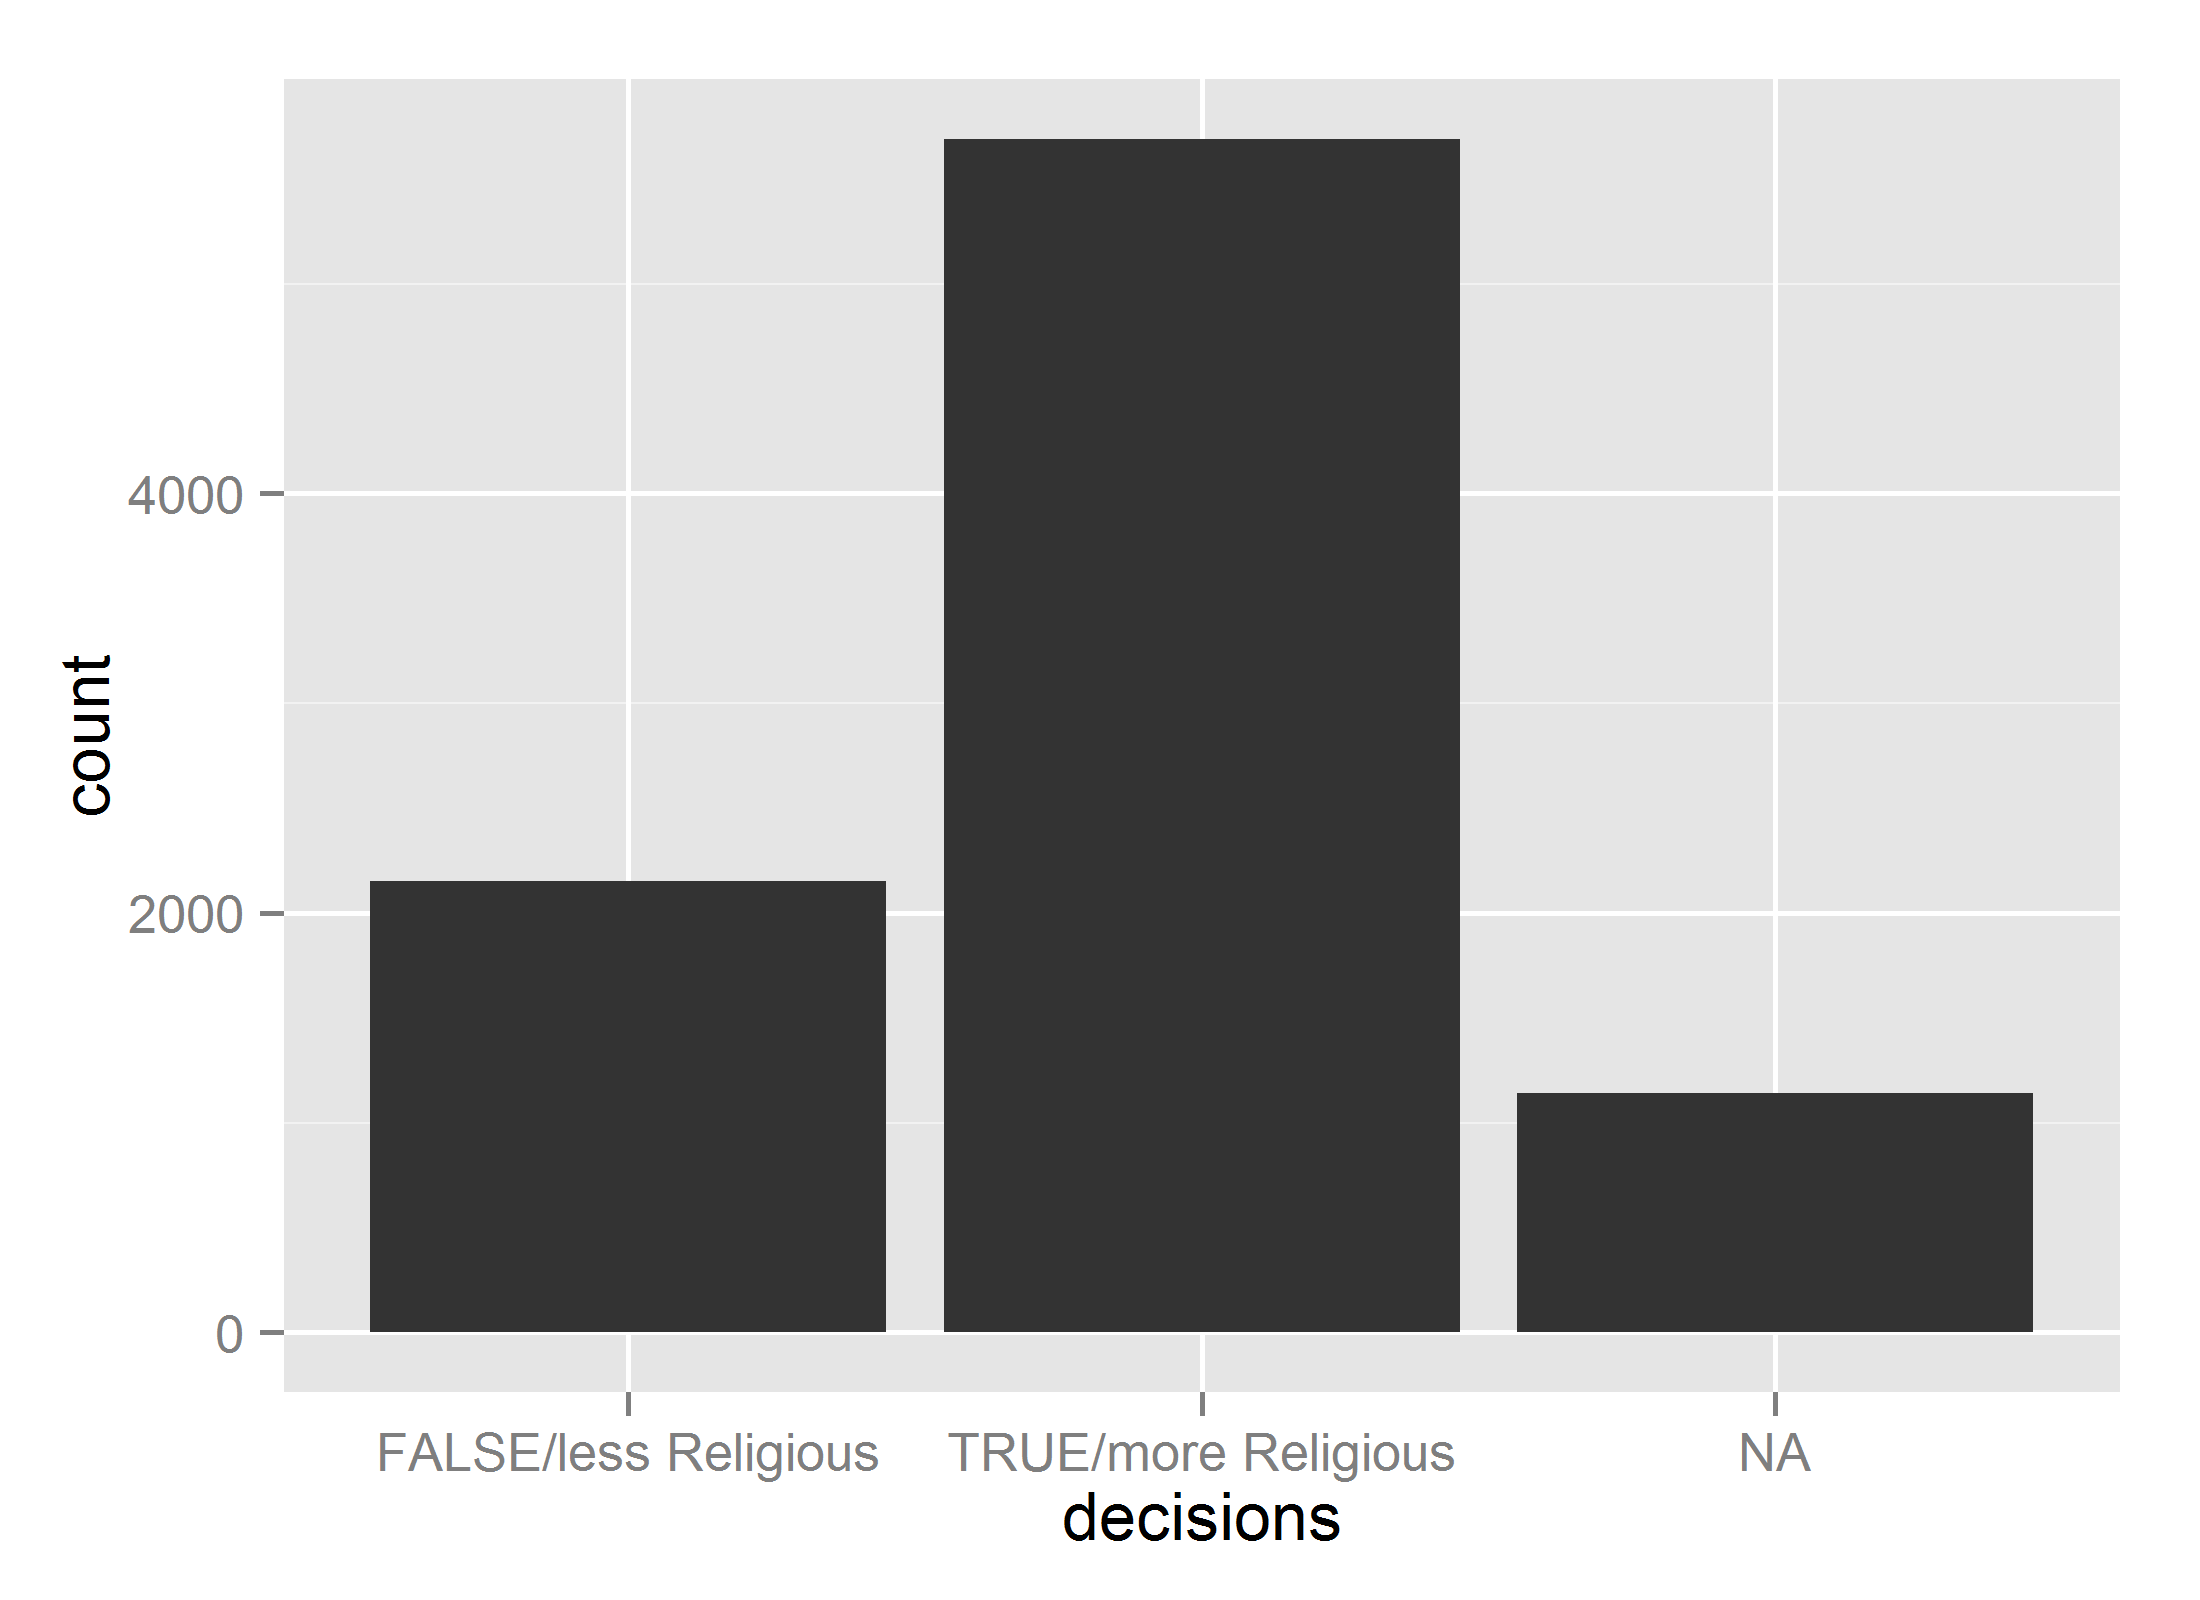 count
4000
2000
0
FALSE/less Religious
TRUE/more Religious
NA
decisions